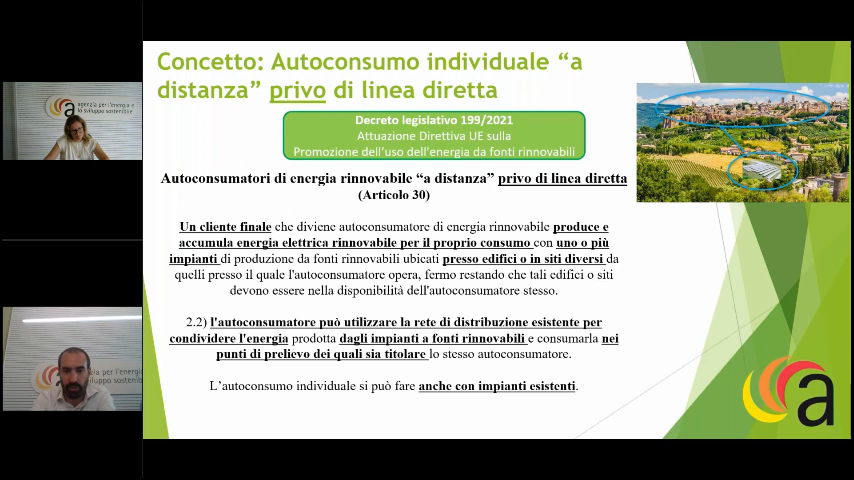 Concetto: Autoconsumo individuale “a
distanza” privo di linea diretta
Decreto legislativo 199/2021
Attuazione Direttiva UE sulla
Promozione dell'uso dell'energia da fonti rinnovabili
Autoconsumatori di energia rinnovabile “a distanza” privo di linea diretta
(Articolo 30)
Un cliente finale che diviene autoconsumatore di energia rinnovabile produce e
accumula energia elettrica rinnovabile per il proprio consumo con uno o più
impianti di produzione da fonti rinnovabili ubicati presso edifici o in siti diversi da
quelli presso il quale l'autoconsumatore opera, fermo restando che tali edifici o siti
devono essere nella disponibilità dell'autoconsumatore stesso.
2.2) l'autoconsumatore può utilizzare la rete di distribuzione esistente per
condividere l'energia prodotta dagli impianti a fonti rinnovabili e consumarla nei
punti di prelievo dei quali sia titolare lo stesso autoconsumatore.
L’autoconsumo individuale si può fare anche con impianti esistenti.
a
agenzia per l'energia e
lo sviluppo sostenibile
a